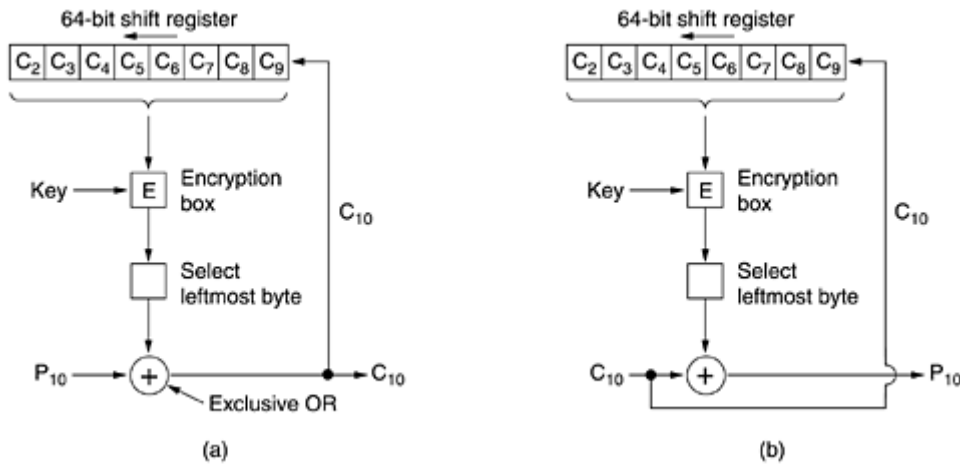 64-bit shift register
C2 C3 C4 C5 C6 C7 C8 C9
Key
E
Encryption
box
C10
Select
leftmost byte
P10
+
C10
Exclusive OR
(a)
64-bit shift register
C2 C3 C4 C5 C6 C7 C8 C9
Key
E
Encryption
box
C10
Select
leftmost byte
C10
+
P10
(b)